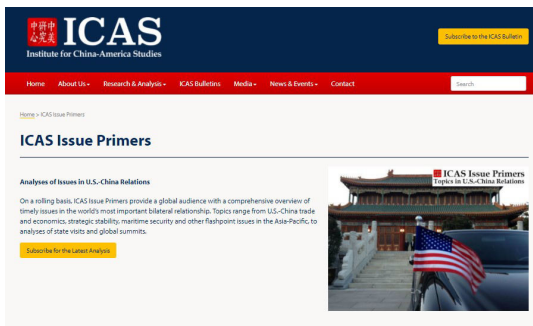 中研中
心究美
ICAS
Institute for China-America Studies
Subscribe to the ICAS Bulletin
Home
About Us
Research & Analysis
ICAS Bulletins
Media
News & Events
Contact
Search
Home > ICAS Issue Primers
ICAS Issue Primers
Analyses of Issues in U.S.-China Relations
On a rolling basis, ICAS Issue Primers provide a global audience with a comprehensive overview of
timely issues in the world's most important bilateral relationship. Topics range from U.S.-China trade
and economics, strategic stability, maritime security and other flashpoint issues in the Asia-Pacific, to
analyses of state visits and global summits.
Subscribe for the Latest Analysis
ICAS Issue Primers
Topics in U.S.-China Relations